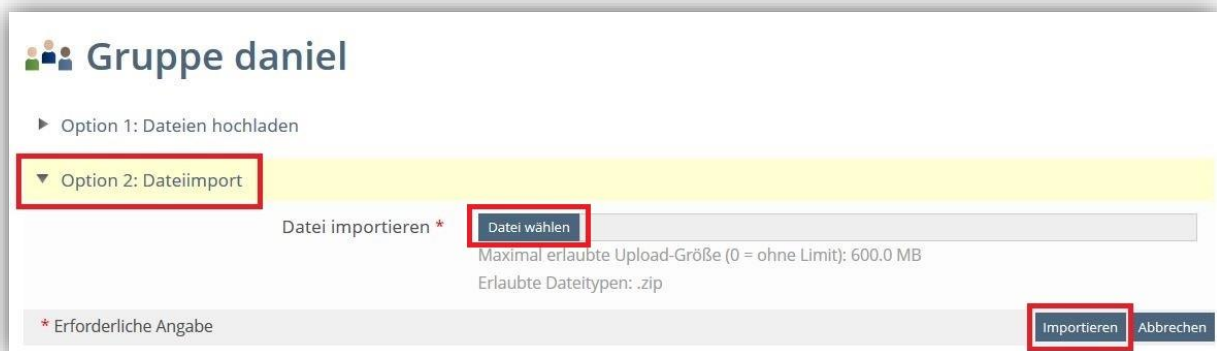 Gruppe daniel
Option 1: Dateien hochladen
Option 2: Dateiimport
Datei importieren * Datei wählen
Maximal erlaubte Upload-Größe (0 = ohne Limit): 600.0 MB
Erlaubte Dateitypen: .zip
* Erforderliche Angabe Importieren Abbrechen